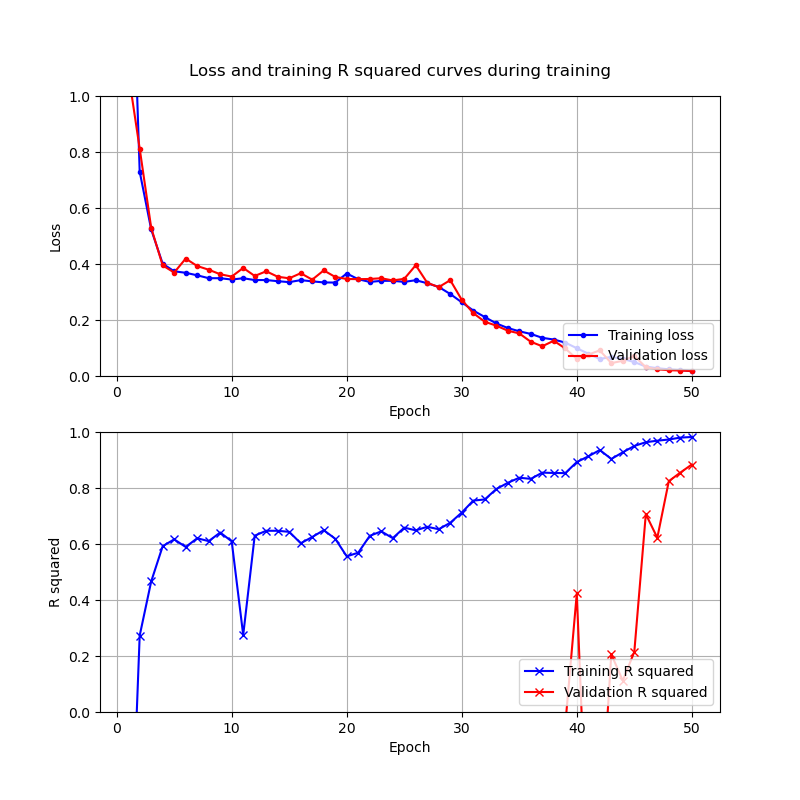 Loss and training R squared curves during training
1.0
0.8
0.6
0.4
0.2
0.0
Loss
Training loss
Validation loss
0 10 20 30 40 50
Epoch
1.0
0.8
0.6
0.4
0.2
0.0
R squared
Training R squared
Validation R squared
0 10 20 30 40 50
Epoch